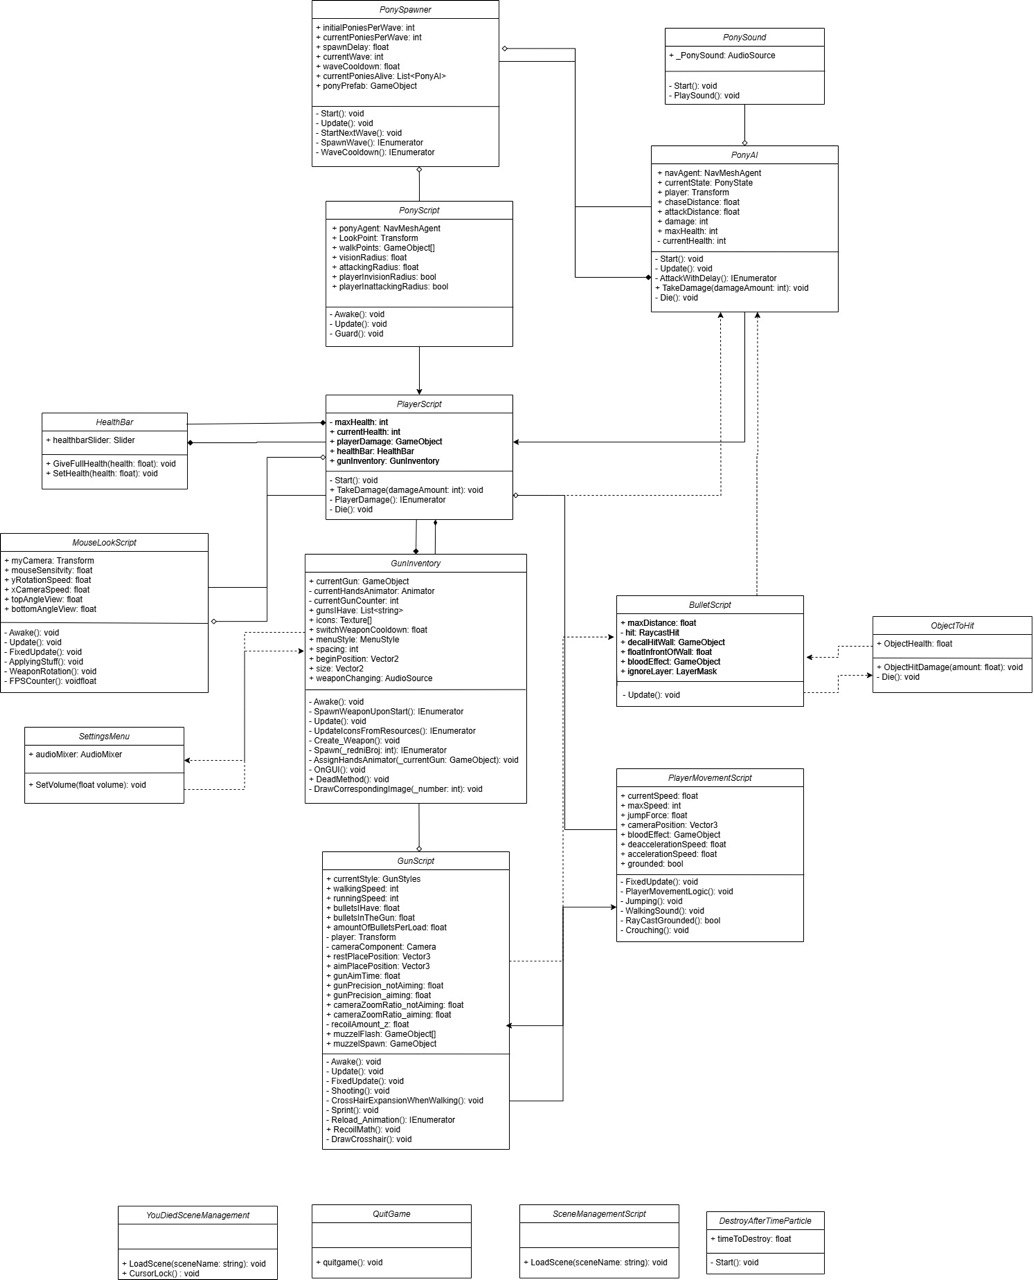 PonySpawner
+ initialPoniesPerWave: int
+ currentPoniesPerWave: int
+ spawnDelay: float
+ currentWave: int
+ waveCooldown: float
+ currentPoniesAlive: List<PonyAI>
+ ponyPrefab: GameObject
- Start(): void
- Update(): void
- StartNextWave(): void
- SpawnWave(): IEnumerator
- WaveCooldown(): IEnumerator
PonySound
+ _PonySound: AudioSource
- Start(): void
- PlaySound(): void
PonyAI
+ navAgent: NavMeshAgent
+ currentState: PonyState
+ player: Transform
+ chaseDistance: float
+ attackDistance: float
+ damage: int
+ maxHealth: int
- currentHealth: int
- Start(): void
- Update(): void
- AttackWithDelay(): IEnumerator
+ TakeDamage(damageAmount: int): void
- Die(): void
PonyScript
+ ponyAgent: NavMeshAgent
+ LookPoint: Transform
+ walkPoints: GameObject[]
+ visionRadius: float
+ attackingRadius: float
+ playerInvisionRadius: bool
+ playerInattackingRadius: bool
- Awake(): void
- Update(): void
- Guard(): void
PlayerScript
- maxHealth: int
+ currentHealth: int
+ playerDamage: GameObject
+ healthBar: HealthBar
+ gunInventory: GunInventory
- Start(): void
+ TakeDamage(damageAmount: int): void
- PlayerDamage(): IEnumerator
- Die(): void
HealthBar
+ healthbarSlider: Slider
+ GiveFullHealth(health: float): void
+ SetHealth(health: float): void
MouseLookScript
+ myCamera: Transform
+ mouseSensitvity: float
+ yRotationSpeed: float
+ xCameraSpeed: float
+ topAngleView: float
+ bottomAngleView: float
- Awake(): void
- Update(): void
- FixedUpdate(): void
- ApplyingStuff(): void
- WeaponRotation(): void
- FPSCounter(): voidfloat
GunInventory
+ currentGun: GameObject
- currentHandsAnimator: Animator
- currentGunCounter: int
+ gunsIHave: List<string>
+ icons: Texture[]
+ switchWeaponCooldown: float
+ menuStyle: MenuStyle
+ spacing: int
+ beginPosition: Vector2
+ size: Vector2
+ weaponChanging: AudioSource
- Awake(): void
- SpawnWeaponUponStart(): IEnumerator
- Update(): void
- UpdateIconsFromResources(): IEnumerator
- Create_Weapon(): void
- Spawn(_redniBroj: int): IEnumerator
- AssignHandsAnimator(_currentGun: GameObject): void
- OnGUI(): void
+ DeadMethod(): void
- DrawCorrespondingImage(_number: int): void
SettingsMenu
+ audioMixer: AudioMixer
+ SetVolume(float volume): void
BulletScript
+ maxDistance: float
- hit: RaycastHit
+ decalHitWall: GameObject
+ floatInfrontOfWall: float
+ bloodEffect: GameObject
+ ignoreLayer: LayerMask
- Update(): void
ObjectToHit
+ ObjectHealth: float
+ ObjectHitDamage(amount: float): void
- Die(): void
PlayerMovementScript
+ currentSpeed: float
+ maxSpeed: int
+ jumpForce: float
+ cameraPosition: Vector3
+ bloodEffect: GameObject
+ deaccelerationSpeed: float
+ accelerationSpeed: float
+ grounded: bool
- FixedUpdate(): void
- PlayerMovementLogic(): void
- Jumping(): void
- WalkingSound(): void
- RayCastGrounded(): bool
- Crouching(): void
GunScript
+ currentStyle: GunStyles
+ walkingSpeed: int
+ runningSpeed: int
+ bulletsIHave: float
+ bulletsInTheGun: float
+ amountOfBulletsPerLoad: float
- player: Transform
- cameraComponent: Camera
+ restPlacePosition: Vector3
+ aimPlacePosition: Vector3
+ gunAimTime: float
+ gunPrecision_notAiming: float
+ gunPrecision_aiming: float
+ cameraZoomRatio_notAiming: float
+ cameraZoomRatio_aiming: float
- recoilAmount_z: float
+ muzzelFlash: GameObject[]
+ muzzelSpawn: GameObject
- Awake(): void
- Update(): void
- FixedUpdate(): void
- Shooting(): void
- CrossHairExpansionWhenWalking(): void
- Sprint(): void
- Reload_Animation(): IEnumerator
+ RecoilMath(): void
- DrawCrosshair(): void
YouDiedSceneManagement
+ LoadScene(sceneName: string): void
+ CursorLock() : void
QuitGame
+ quitgame(): void
SceneManagementScript
+ LoadScene(sceneName: string): void
DestroyAfterTimeParticle
+ timeToDestroy: float
- Start(): void